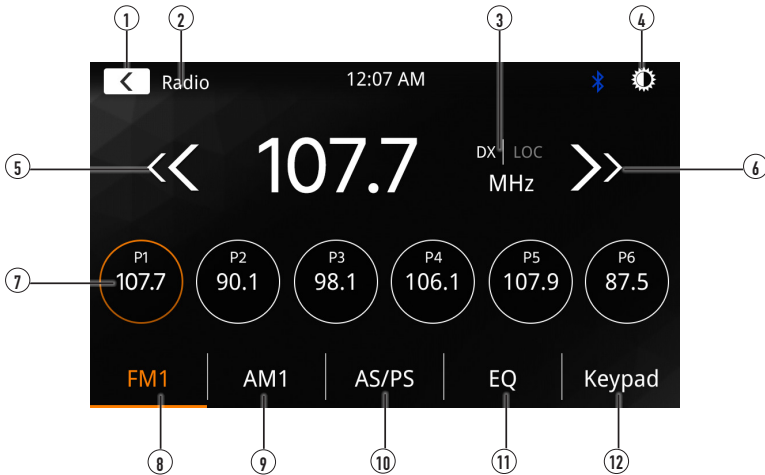 1 2 3 4
Radio 12:07 AM
5 107.7 DX LOC 6
MHz
P1 P2 P3 P4 P5 P6
7 107.7 90.1 98.1 106.1 107.9 87.5
FM1 AM1 AS/PS EQ Keypad
8 9 10 11 12